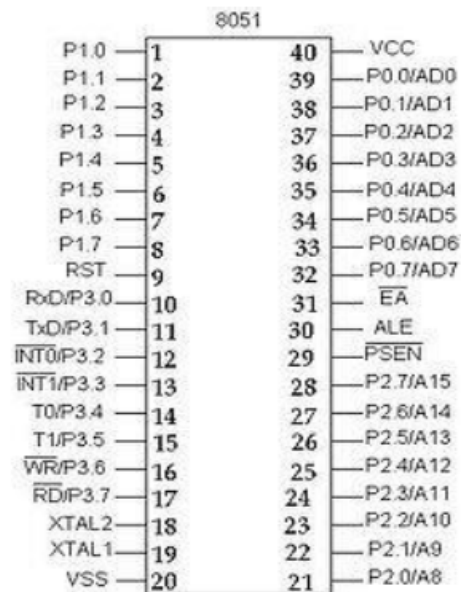 8051
P1.0 1 40 VCC
P1.1 2 39 P0.0/AD0
P1.2 3 38 P0.1/AD1
P1.3 4 37 P0.2/AD2
P1.4 5 36 P0.3/AD3
P1.5 6 35 P0.4/AD4
P1.6 7 34 P0.5/AD5
P1.7 8 33 P0.6/AD6
RST 9 32 P0.7/AD7
RxD/P3.0 10 31 E̅A̅
TxD/P3.1 11 30 ALE
I̅N̅T̅0̅/P3.2 12 29 P̅S̅E̅N̅
I̅N̅T̅1̅/P3.3 13 28 P2.7/A15
T0/P3.4 14 27 P2.6/A14
T1/P3.5 15 26 P2.5/A13
W̅R̅/P3.6 16 25 P2.4/A12
R̅D̅/P3.7 17 24 P2.3/A11
XTAL2 18 23 P2.2/A10
XTAL1 19 22 P2.1/A9
VSS 20 21 P2.0/A8